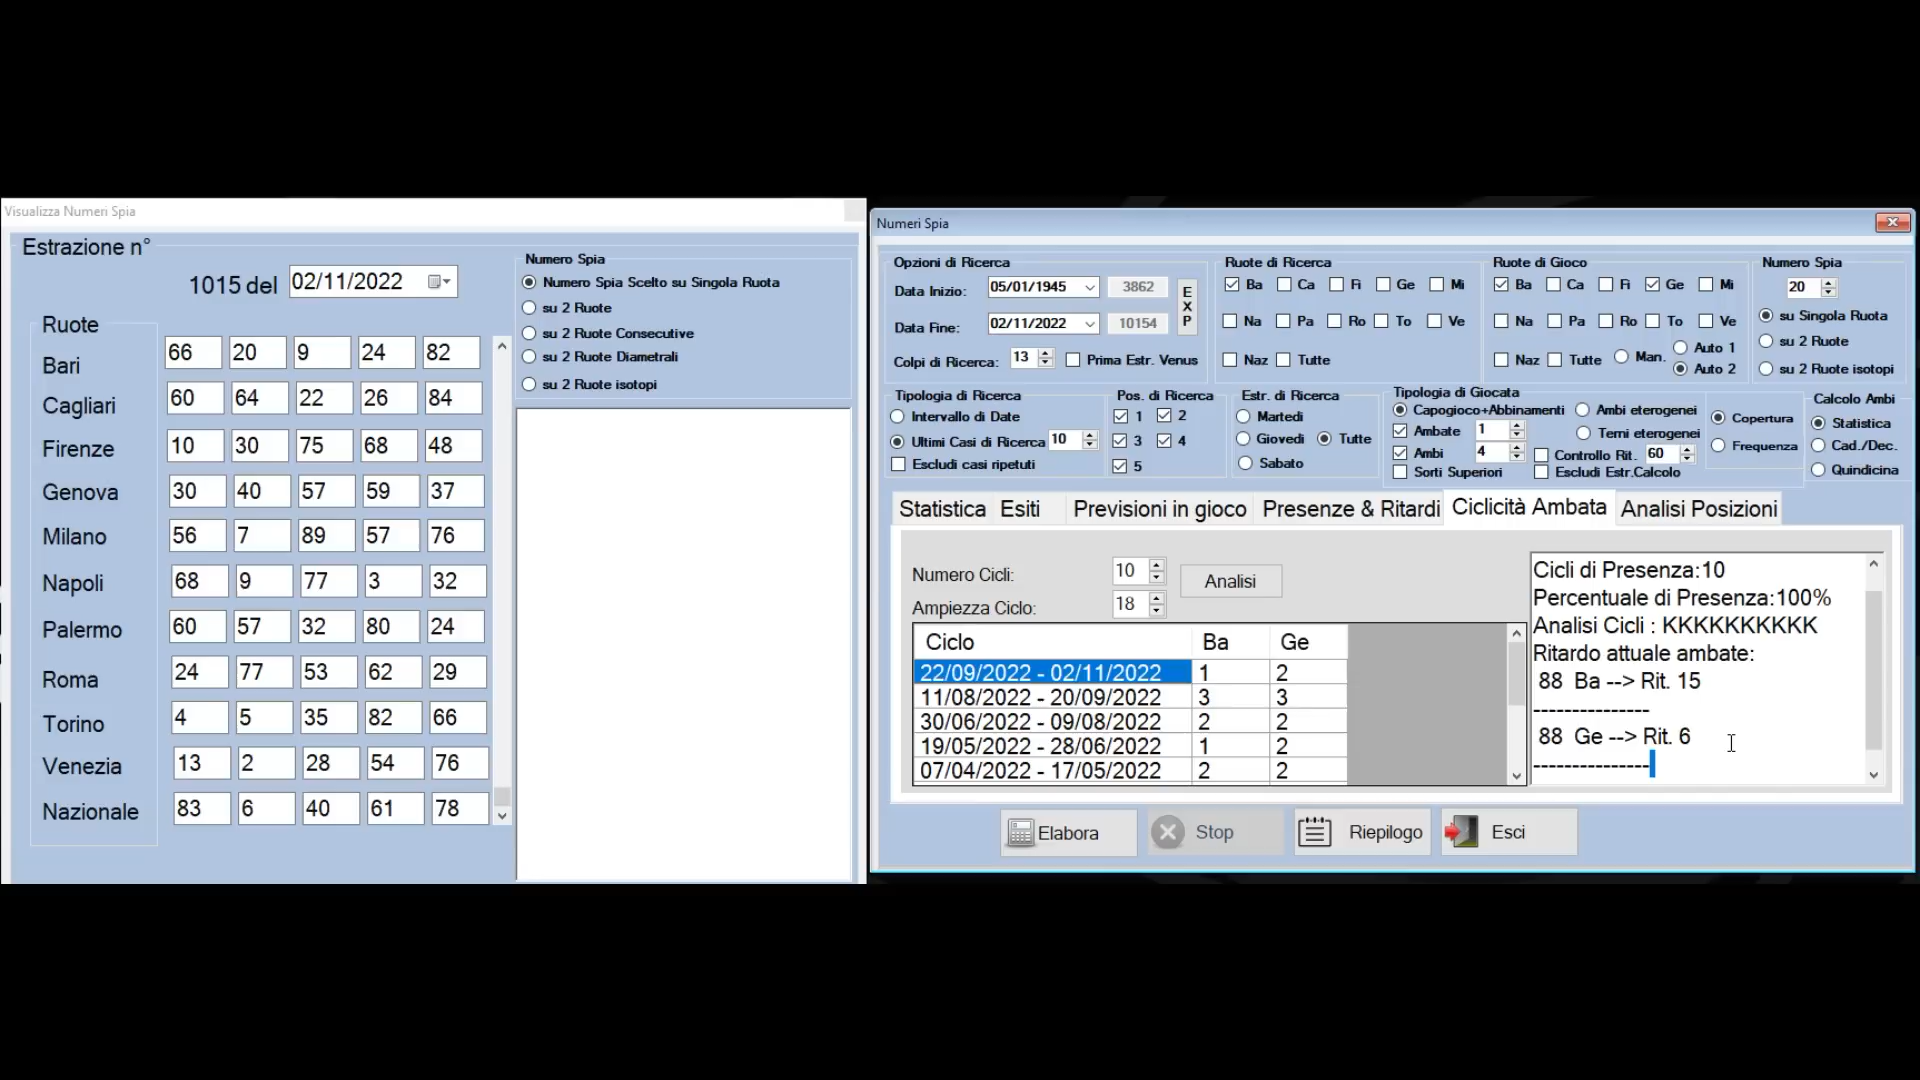 Visualizza Numeri Spia
Estrazione n°
1015 del 02/11/2022
Ruote
Bari 66 20 9 24 82
Cagliari 60 64 22 26 84
Firenze 10 30 75 68 48
Genova 30 40 57 59 37
Milano 56 7 89 57 76
Napoli 68 9 77 3 32
Palermo 60 57 32 80 24
Roma 24 77 53 62 29
Torino 4 5 35 82 66
Venezia 13 2 28 54 76
Nazionale 83 6 40 61 78
Numero Spia
Numero Spia Scelto su Singola Ruota
su 2 Ruote
su 2 Ruote Consecutive
su 2 Ruote Diametrali
su 2 Ruote isotopi
Numeri Spia
Opzioni di Ricerca
Data Inizio: 05/01/1945 3862
Data Fine: 02/11/2022 10154
EXP
Colpi di Ricerca: 13 Prima Estr. Venus
Ruote di Ricerca
Ba Ca Fi Ge Mi
Na Pa Ro To Ve
Naz Tutte
Ruote di Gioco
Ba Ca Fi Ge Mi
Na Pa Ro To Ve
Naz Tutte Man. Auto 1
Auto 2
Numero Spia
20
su Singola Ruota
su 2 Ruote
su 2 Ruote isotopi
Tipologia di Ricerca
Intervallo di Date
Ultimi Casi di Ricerca 10
Escludi casi ripetuti
Pos. di Ricerca
1 2
3 4
5
Estr. di Ricerca
Martedi
Giovedi Tutte
Sabato
Tipologia di Giocata
Capogioco+Abbinamenti Ambi eterogenei
Ambate 1 Terni eterogenei
Ambi 4 Controllo Rit. 60
Sorti Superiori Escludi Estr.Calcolo
Copertura
Frequenza
Calcolo Ambi
Statistica
Cad./Dec.
Quindicina
Statistica Esiti Previsioni in gioco Presenze & Ritardi Ciclicità Ambata Analisi Posizioni
Numero Cicli: 10 Analisi
Ampiezza Ciclo: 18
Ciclo Ba Ge
22/09/2022 - 02/11/2022 1 2
11/08/2022 - 20/09/2022 3 3
30/06/2022 - 09/08/2022 2 2
19/05/2022 - 28/06/2022 1 2
07/04/2022 - 17/05/2022 2 2
Cicli di Presenza:10
Percentuale di Presenza:100%
Analisi Cicli : KKKKKKKKKK
Ritardo attuale ambate:
88 Ba --> Rit. 15
---------------
88 Ge --> Rit. 6
---------------
Elabora Stop Riepilogo Esci